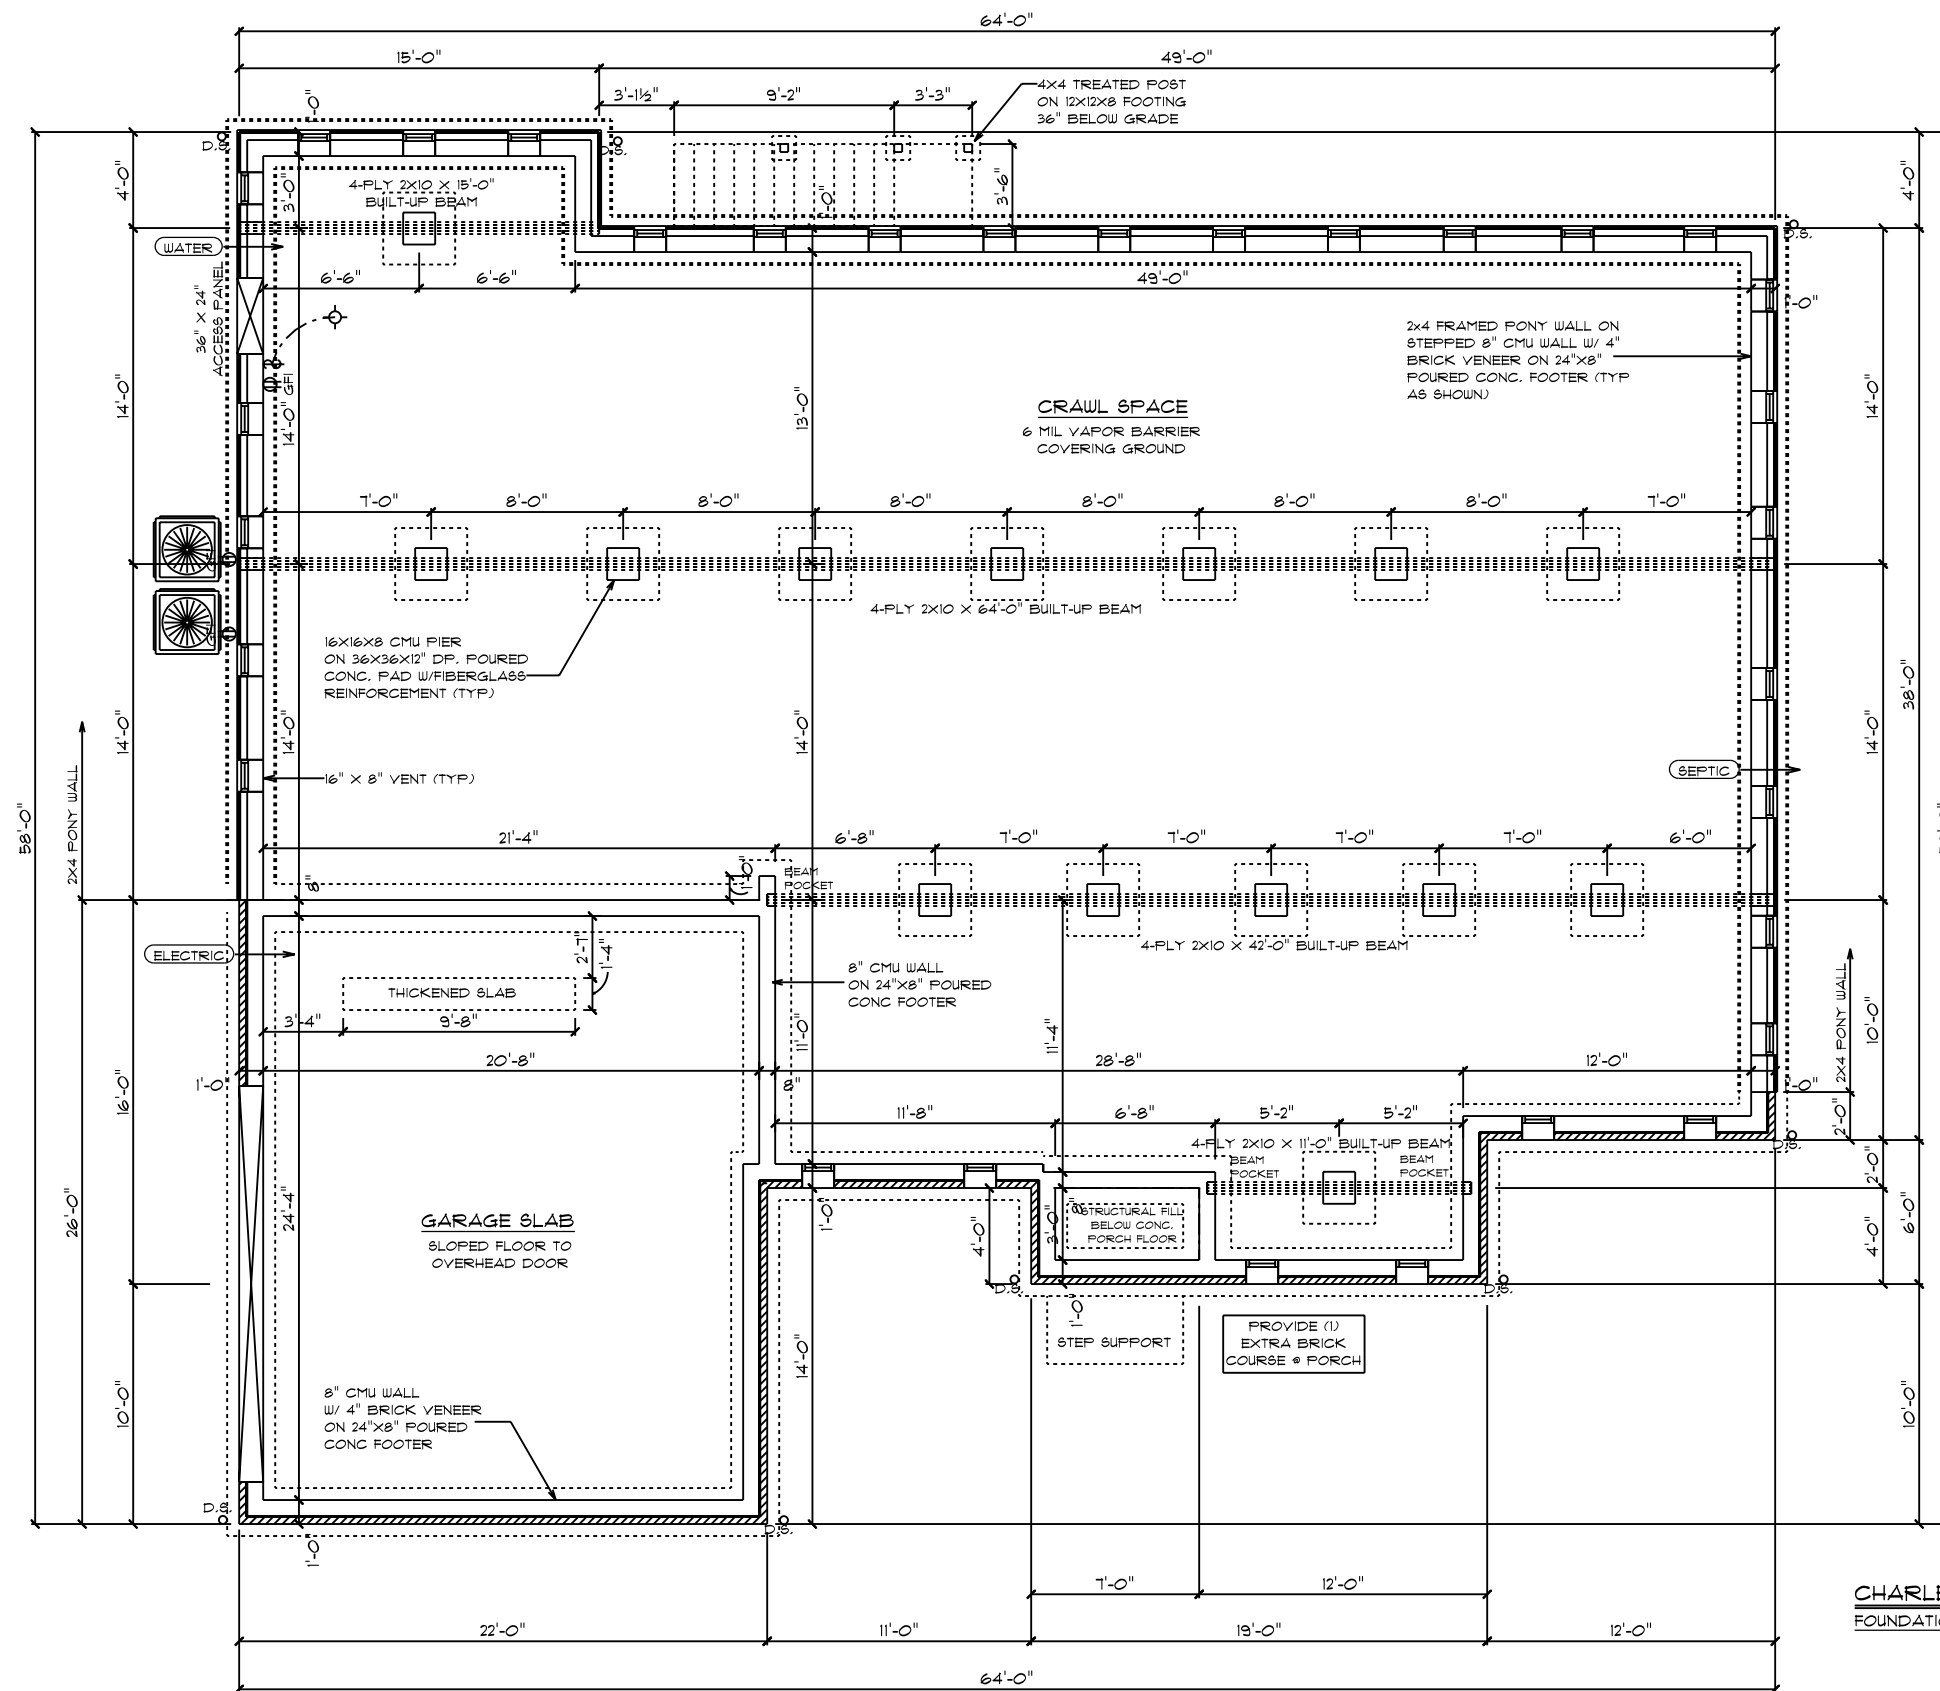 64'-0"
15'-0"
49'-0"
3'-1½"
9'-2"
3'-3"
4X4 TREATED POST
ON 12X12X8 FOOTING
36" BELOW GRADE
D.S.
D.S.
4'-0"
3'-0"
4-PLY 2X10 X 15'-0"
BUILT-UP BEAM
3'-6"
4'-0"
D.S.
WATER
36" X 24"
ACCESS PANEL
6'-6"
6'-6"
49'-0"
GFI
2x4 FRAMED PONY WALL ON
STEPPED 8" CMU WALL W/ 4"
BRICK VENEER ON 24"X8"
POURED CONC. FOOTER (TYP
AS SHOWN)
14'-0"
14'-0"
13'-0"
14'-0"
CRAWL SPACE
6 MIL VAPOR BARRIER
COVERING GROUND
7'-0"
8'-0"
8'-0"
8'-0"
8'-0"
8'-0"
8'-0"
7'-0"
GFI
GFI
4-PLY 2X10 X 64'-0" BUILT-UP BEAM
16X16X8 CMU PIER
ON 36X36X12" DP. POURED
CONC. PAD W/FIBERGLASS
REINFORCEMENT (TYP)
38'-0"
14'-0"
14'-0"
14'-0"
14'-0"
16" X 8" VENT (TYP.)
SEPTIC
2X4 PONY WALL
58'-0"
21'-4"
6'-8"
7'-0"
7'-0"
7'-0"
7'-0"
6'-0"
8"
1'-0"
BEAM
POCKET
4-PLY 2X10 X 42'-0" BUILT-UP BEAM
ELECTRIC
2'-7"
1'-4"
THICKENED SLAB
8" CMU WALL
ON 24"X8" POURED
CONC FOOTER
3'-4"
9'-8"
11'-0"
11'-4"
2X4 PONY WALL
10'-0"
20'-8"
28'-8"
12'-0"
1'-0"
8"
16'-0"
11'-8"
6'-8"
5'-2"
5'-2"
2'-0"
4-PLY 2X10 X 11'-0" BUILT-UP BEAM
D.S.
BEAM
POCKET
BEAM
POCKET
2'-0"
26'-0"
24'-4"
GARAGE SLAB
SLOPED FLOOR TO
OVERHEAD DOOR
1'-0"
4'-0"
3'-0"
8"
STRUCTURAL FILL
BELOW CONC.
PORCH FLOOR
4'-0"
6'-0"
D.S.
D.S.
1'-0"
STEP SUPPORT
PROVIDE (1)
EXTRA BRICK
COURSE @ PORCH
10'-0"
14'-0"
10'-0"
8" CMU WALL
W/ 4" BRICK VENEER
ON 24"X8" POURED
CONC FOOTER
D.S.
D.S.
1'-0"
7'-0"
12'-0"
CHARLE
FOUNDATI
22'-0"
11'-0"
19'-0"
12'-0"
64'-0"